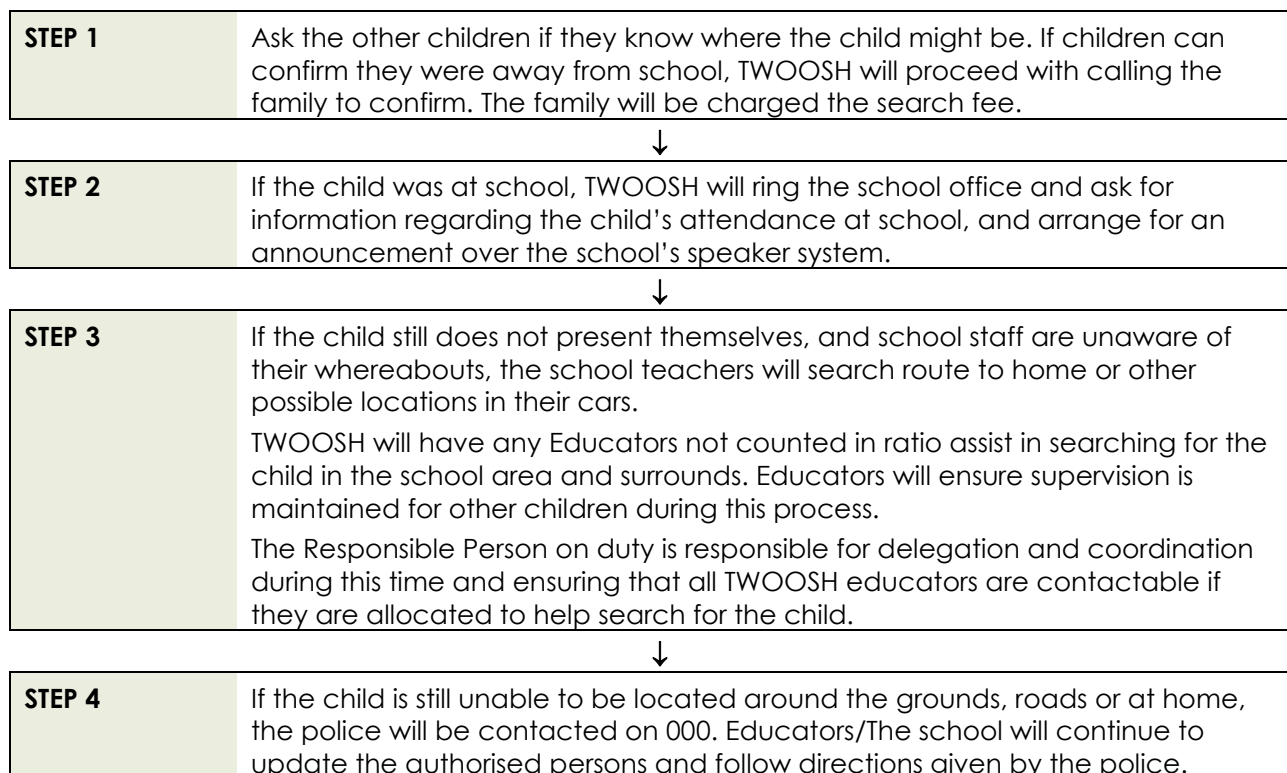 STEP 1 Ask the other children if they know where the child might be. If children can
confirm they were away from school, TWOOSH will proceed with calling the
family to confirm. The family will be charged the search fee.
↓
STEP 2 If the child was at school, TWOOSH will ring the school office and ask for
information regarding the child’s attendance at school, and arrange for an
announcement over the school’s speaker system.
↓
STEP 3 If the child still does not present themselves, and school staff are unaware of
their whereabouts, the school teachers will search route to home or other
possible locations in their cars.
TWOOSH will have any Educators not counted in ratio assist in searching for the
child in the school area and surrounds. Educators will ensure supervision is
maintained for other children during this process.
The Responsible Person on duty is responsible for delegation and coordination
during this time and ensuring that all TWOOSH educators are contactable if
they are allocated to help search for the child.
↓
STEP 4 If the child is still unable to be located around the grounds, roads or at home,
the police will be contacted on 000. Educators/The school will continue to
update the authorised persons and follow directions given by the police.